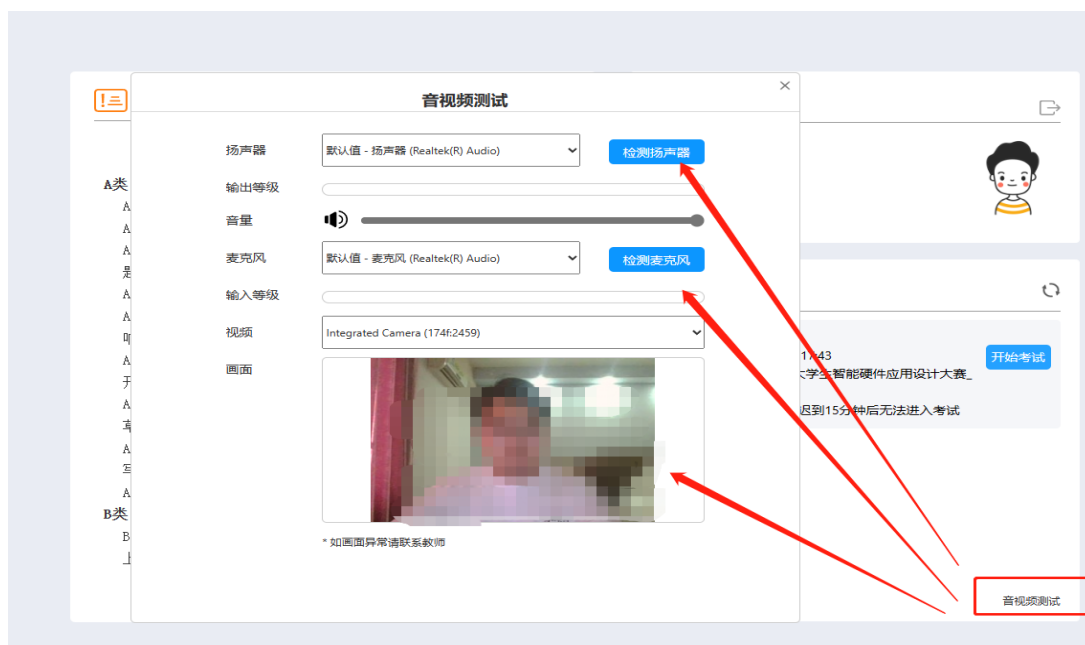 音视频测试
×
扬声器
默认值 - 扬声器 (Realtek(R) Audio)
检测扬声器
输出等级
音量
麦克风
默认值 - 麦克风 (Realtek(R) Audio)
检测麦克风
输入等级
视频
Integrated Camera (174f:2459)
画面
* 如画面异常请联系教师
A类
A
A
A
是
A
A
A
开
A
A
写
A
B类
B
上
开始考试
大学生智能硬件应用设计大赛_
迟到15分钟后无法进入考试
音视频测试